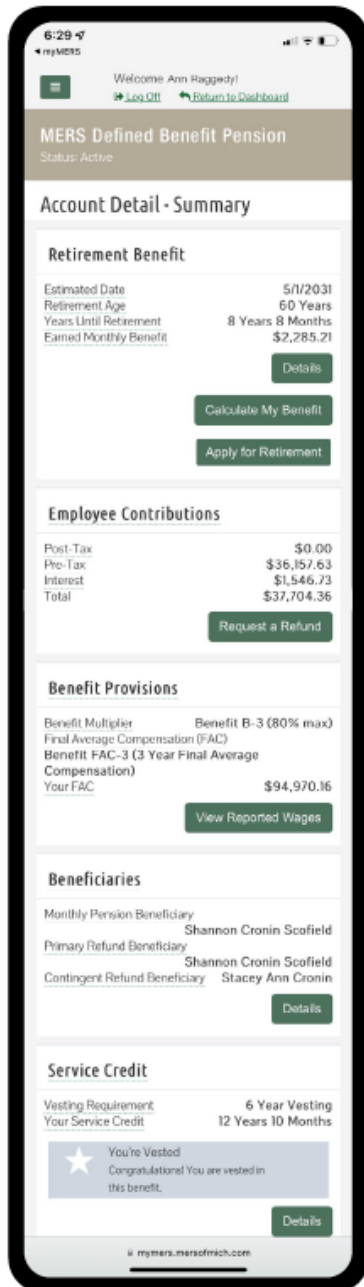 6:29
myMERS
Welcome Ann Raggedy!
Log Off Return to Dashboard
MERS Defined Benefit Pension
Status: Active
Account Detail - Summary
Retirement Benefit
Estimated Date 5/1/2031
Retirement Age 60 Years
Years Until Retirement 8 Years 8 Months
Earned Monthly Benefit $2,285.21
Details
Calculate My Benefit
Apply for Retirement
Employee Contributions
Post-Tax $0.00
Pre-Tax $36,157.63
Interest $1,546.73
Total $37,704.36
Request a Refund
Benefit Provisions
Benefit Multiplier Benefit B-3 (80% max)
Final Average Compensation (FAC)
Benefit FAC-3 (3 Year Final Average
Compensation)
Your FAC $94,970.16
View Reported Wages
Beneficiaries
Monthly Pension Beneficiary
Shannon Cronin Scofield
Primary Refund Beneficiary
Shannon Cronin Scofield
Contingent Refund Beneficiary Stacey Ann Cronin
Details
Service Credit
Vesting Requirement 6 Year Vesting
Your Service Credit 12 Years 10 Months
You're Vested
Congratulations! You are vested in
this benefit.
Details
mymers.mersofmich.com